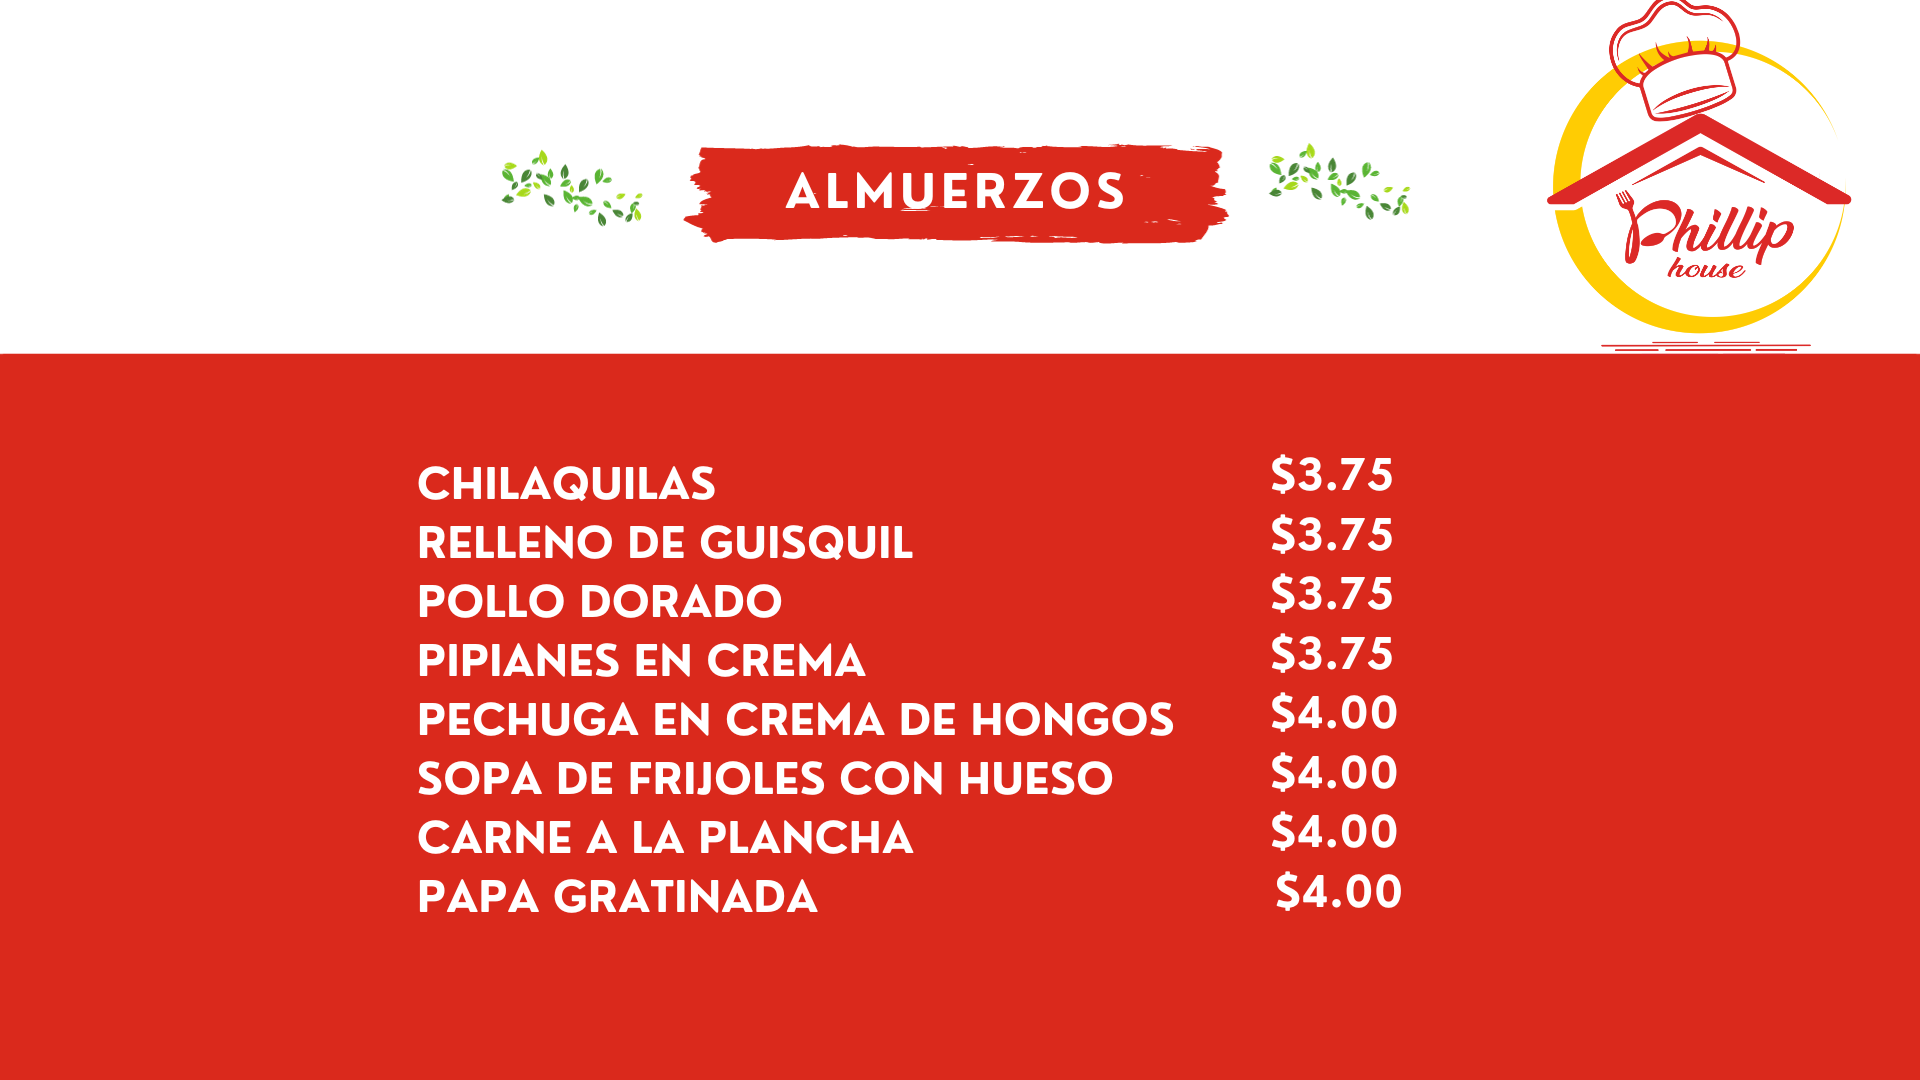 ALMUERZOS
Phillip
house
CHILAQUILAS $3.75
RELLENO DE GUISQUIL $3.75
POLLO DORADO $3.75
PIPIANES EN CREMA $3.75
PECHUGA EN CREMA DE HONGOS $4.00
SOPA DE FRIJOLES CON HUESO $4.00
CARNE A LA PLANCHA $4.00
PAPA GRATINADA $4.00